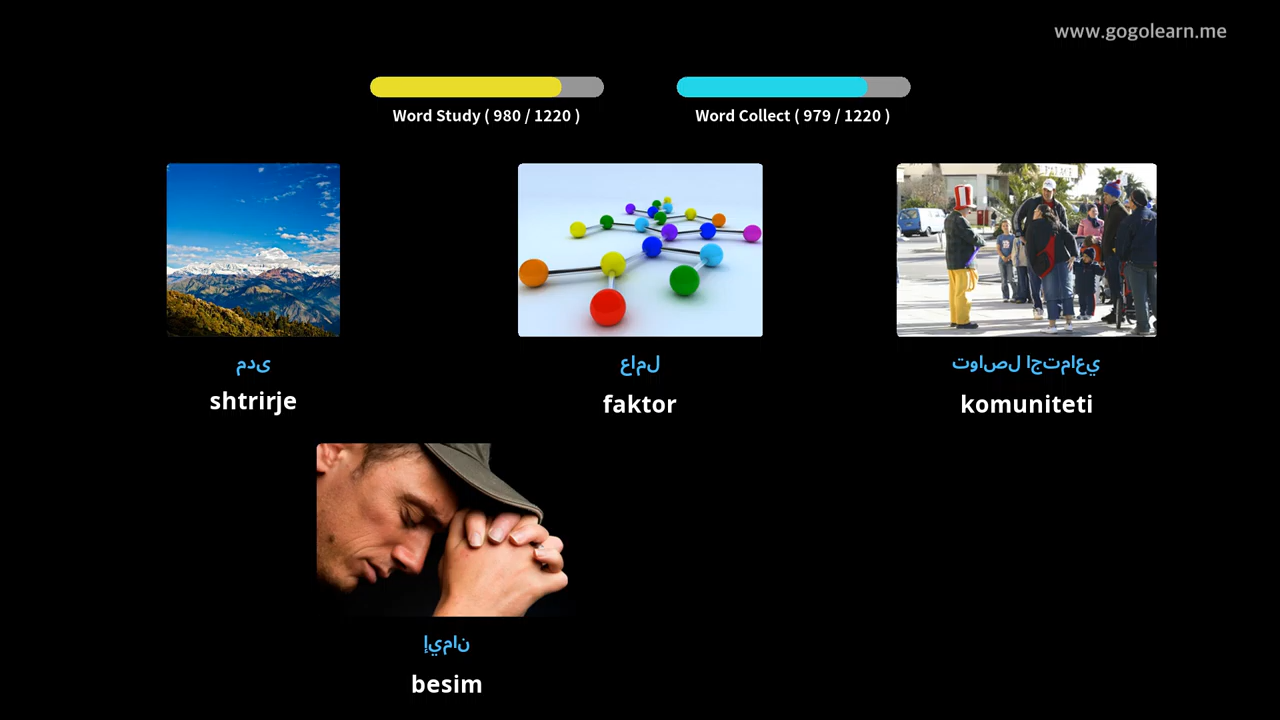 www.gogolearn.me
Word Study ( 980 / 1220 )
Word Collect ( 979 / 1220 )
مدى
عامل
تواصل اجتماعي
shtrirje
faktor
komuniteti
إيمان
besim